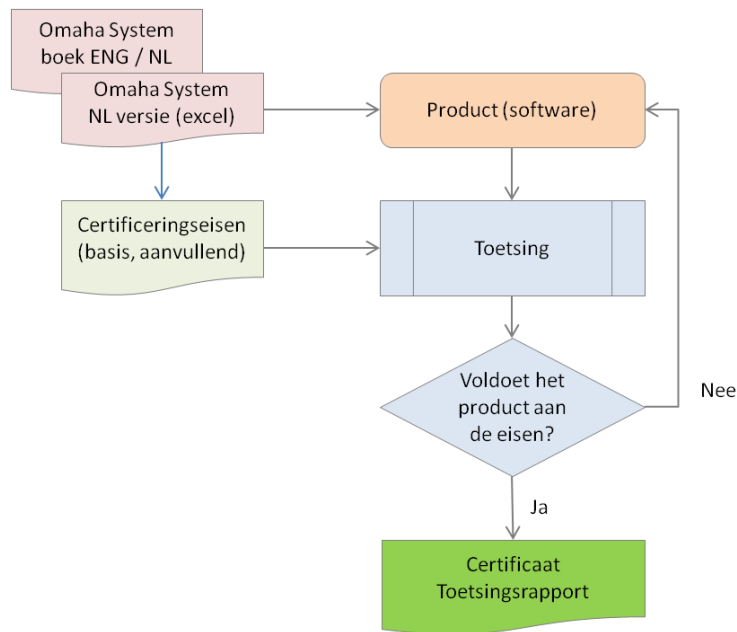 Omaha System
boek ENG / NL
Omaha System
NL versie (excel)
Product (software)
Certificeringseisen
(basis, aanvullend)
Toetsing
Voldoet het
product aan
de eisen?
Nee
Ja
Certificaat
Toetsingsrapport